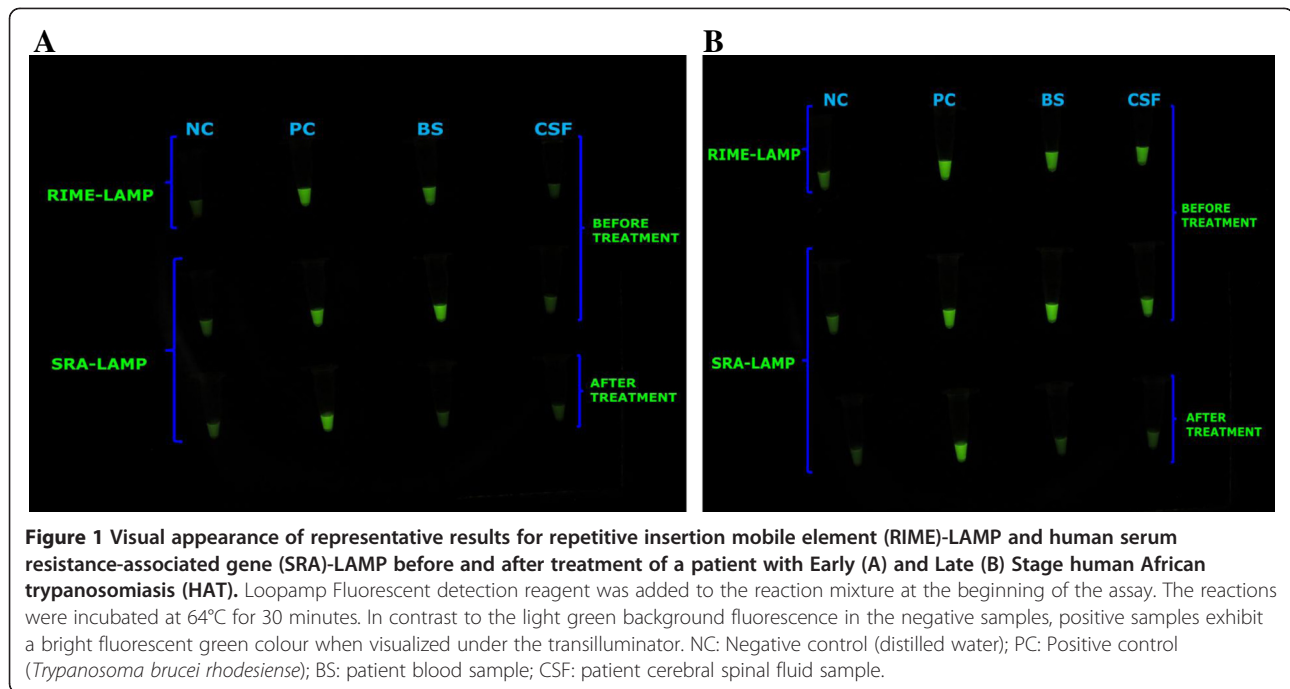 A
NC PC BS CSF
RIME-LAMP
BEFORE
TREATMENT
SRA-LAMP
AFTER
TREATMENT
B
NC PC BS CSF
RIME-LAMP
BEFORE
TREATMENT
SRA-LAMP
AFTER
TREATMENT
Figure 1 Visual appearance of representative results for repetitive insertion mobile element (RIME)-LAMP and human serum
resistance-associated gene (SRA)-LAMP before and after treatment of a patient with Early (A) and Late (B) Stage human African
trypanosomiasis (HAT). Loopamp Fluorescent detection reagent was added to the reaction mixture at the beginning of the assay. The reactions
were incubated at 64°C for 30 minutes. In contrast to the light green background fluorescence in the negative samples, positive samples exhibit
a bright fluorescent green colour when visualized under the transilluminator. NC: Negative control (distilled water); PC: Positive control
(Trypanosoma brucei rhodesiense); BS: patient blood sample; CSF: patient cerebral spinal fluid sample.